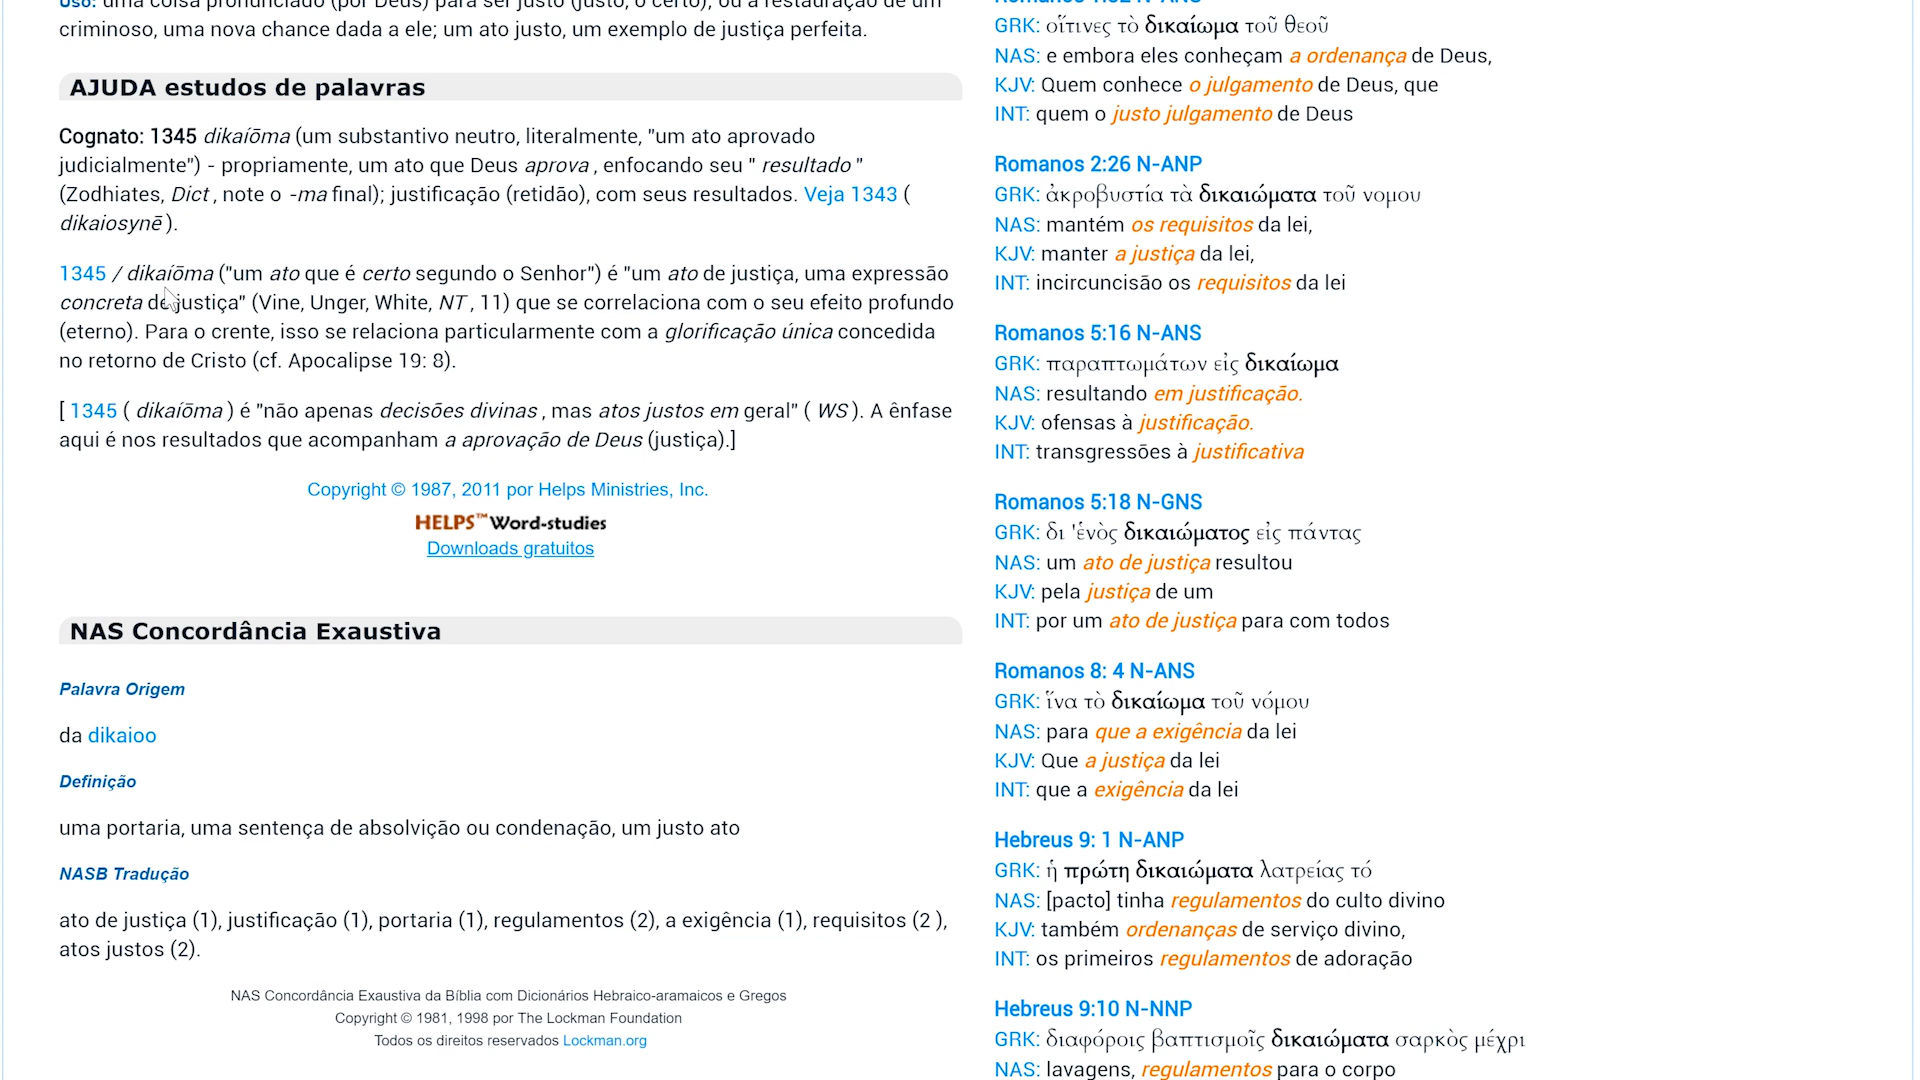 Uso: uma coisa pronunciado (por Deus) para ser justo (justo, o certo), ou a restauração de um
criminoso, uma nova chance dada a ele; um ato justo, um exemplo de justiça perfeita.
AJUDA estudos de palavras
Cognato: 1345 dikaíōma (um substantivo neutro, literalmente, "um ato aprovado
judicialmente") - propriamente, um ato que Deus aprova , enfocando seu " resultado "
(Zodhiates, Dict , note o -ma final); justificação (retidão), com seus resultados. Veja 1343 (
dikaiosynē ).
1345 / dikaíōma ("um ato que é certo segundo o Senhor") é "um ato de justiça, uma expressão
concreta de justiça" (Vine, Unger, White, NT , 11) que se correlaciona com o seu efeito profundo
(eterno). Para o crente, isso se relaciona particularmente com a glorificação única concedida
no retorno de Cristo (cf. Apocalipse 19: 8).
[ 1345 ( dikaíōma ) é "não apenas decisões divinas , mas atos justos em geral" ( WS ). A ênfase
aqui é nos resultados que acompanham a aprovação de Deus (justiça).]
Copyright © 1987, 2011 por Helps Ministries, Inc.
HELPS™ Word-studies
Downloads gratuitos
NAS Concordância Exaustiva
Palavra Origem
da dikaioo
Definição
uma portaria, uma sentença de absolvição ou condenação, um justo ato
NASB Tradução
ato de justiça (1), justificação (1), portaria (1), regulamentos (2), a exigência (1), requisitos (2 ),
atos justos (2).
NAS Concordância Exaustiva da Bíblia com Dicionários Hebraico-aramaicos e Gregos
Copyright © 1981, 1998 por The Lockman Foundation
Todos os direitos reservados Lockman.org
Romanos 1:32 N-ANS
GRK: οἵτινες τὸ δικαίωμα τοῦ θεοῦ
NAS: e embora eles conheçam a ordenança de Deus,
KJV: Quem conhece o julgamento de Deus, que
INT: quem o justo julgamento de Deus
Romanos 2:26 N-ANP
GRK: ἀκροβυστία τὰ δικαιώματα τοῦ νομου
NAS: mantém os requisitos da lei,
KJV: manter a justiça da lei,
INT: incircuncisão os requisitos da lei
Romanos 5:16 N-ANS
GRK: παραπτωμάτων εἰς δικαίωμα
NAS: resultando em justificação.
KJV: ofensas à justificação.
INT: transgressões à justificativa
Romanos 5:18 N-GNS
GRK: δι 'ἑνὸς δικαιώματος εἰς πάντας
NAS: um ato de justiça resultou
KJV: pela justiça de um
INT: por um ato de justiça para com todos
Romanos 8: 4 N-ANS
GRK: ἵνα τὸ δικαίωμα τοῦ νόμου
NAS: para que a exigência da lei
KJV: Que a justiça da lei
INT: que a exigência da lei
Hebreus 9: 1 N-ANP
GRK: ἡ πρώτη δικαιώματα λατρείας τό
NAS: [pacto] tinha regulamentos do culto divino
KJV: também ordenanças de serviço divino,
INT: os primeiros regulamentos de adoração
Hebreus 9:10 N-NNP
GRK: διαφόροις βαπτισμοῖς δικαιώματα σαρκὸς μέχρι
NAS: lavagens, regulamentos para o corpo